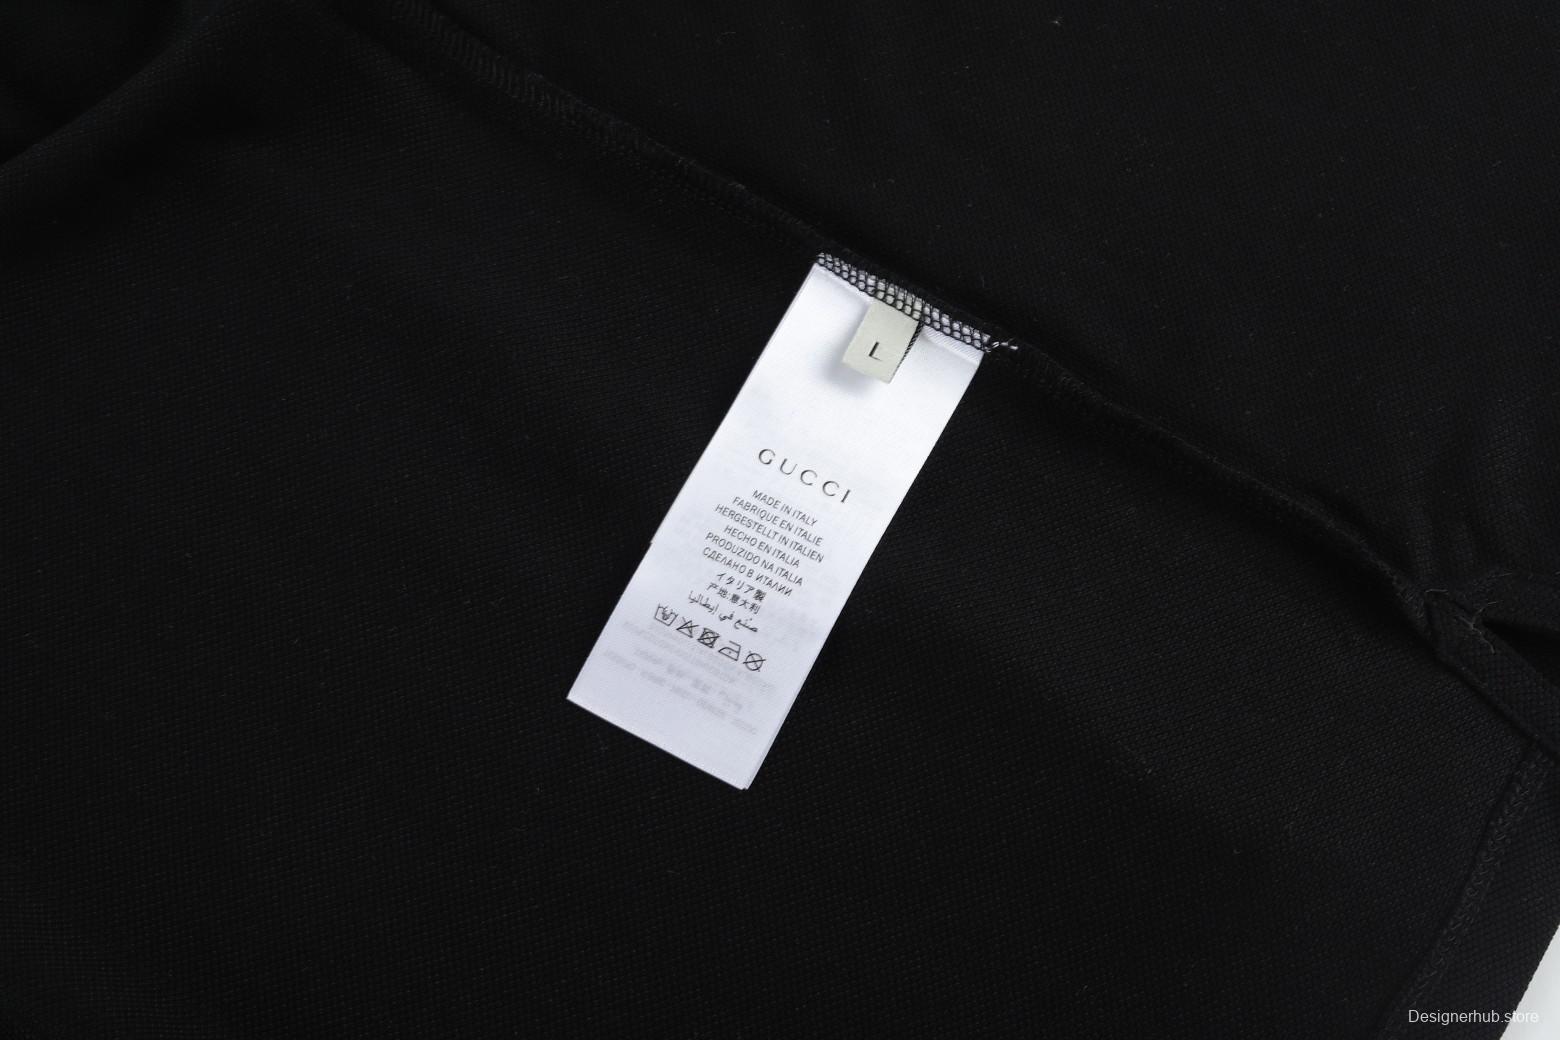 L
GUCCI
MADE IN ITALY
FABRIQUE EN ITALIE
HERGESTELLT IN ITALIEN
HECHO EN ITALIA
PRODUZIDO NA ITALIA
СДЕЛАНО В ИТАЛИИ
イタリア製
产地:意大利
صنع في إيطاليا
Designerhub.store